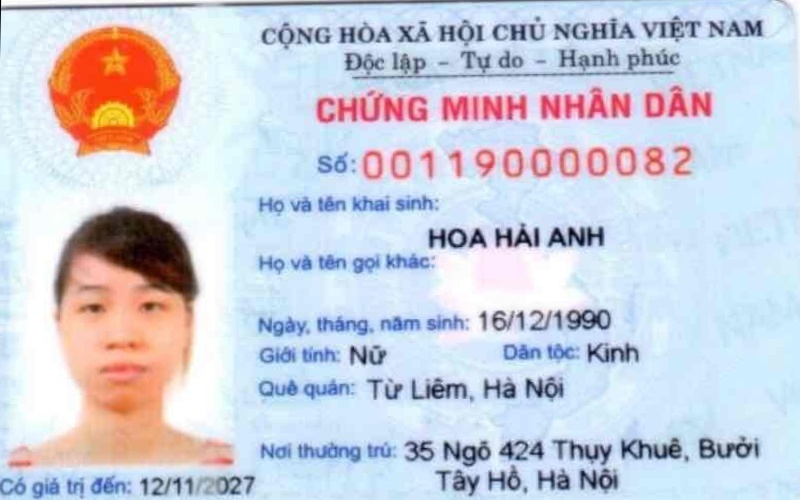 CỘNG HÒA XÃ HỘI CHỦ NGHĨA VIỆT NAM
Độc lập - Tự do - Hạnh phúc
CHỨNG MINH NHÂN DÂN
Số: 001190000082
Họ và tên khai sinh:
HOA HẢI ANH
Họ và tên gọi khác:
Ngày, tháng, năm sinh: 16/12/1990
Giới tính: Nữ Dân tộc: Kinh
Quê quán: Từ Liêm, Hà Nội
Nơi thường trú: 35 Ngõ 424 Thụy Khuê, Bưởi
Tây Hồ, Hà Nội
Có giá trị đến: 12/11/2027